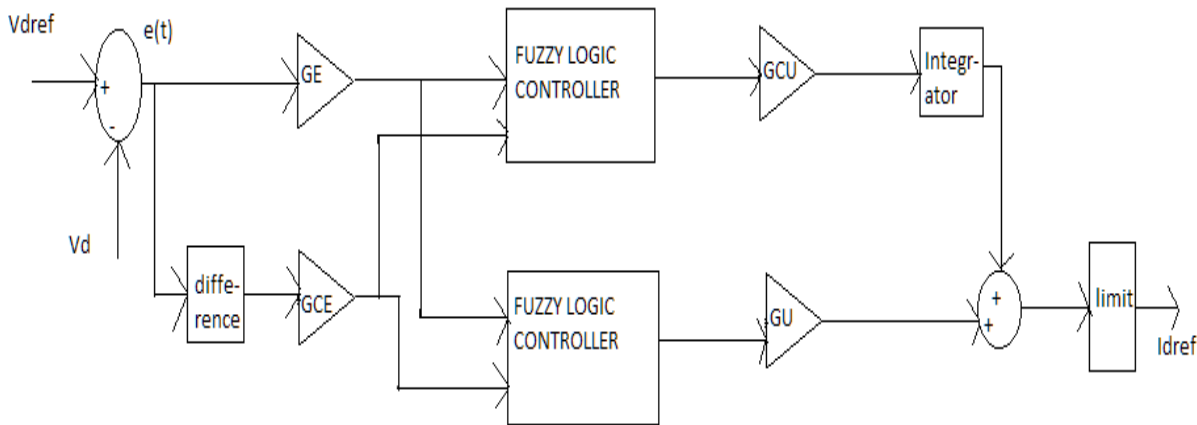 Vdref
e(t)
+
-
Vd
GE
diffe-
rence
GCE
FUZZY LOGIC
CONTROLLER
FUZZY LOGIC
CONTROLLER
GCU
GU
Integr-
ator
+
+
limit
Idref